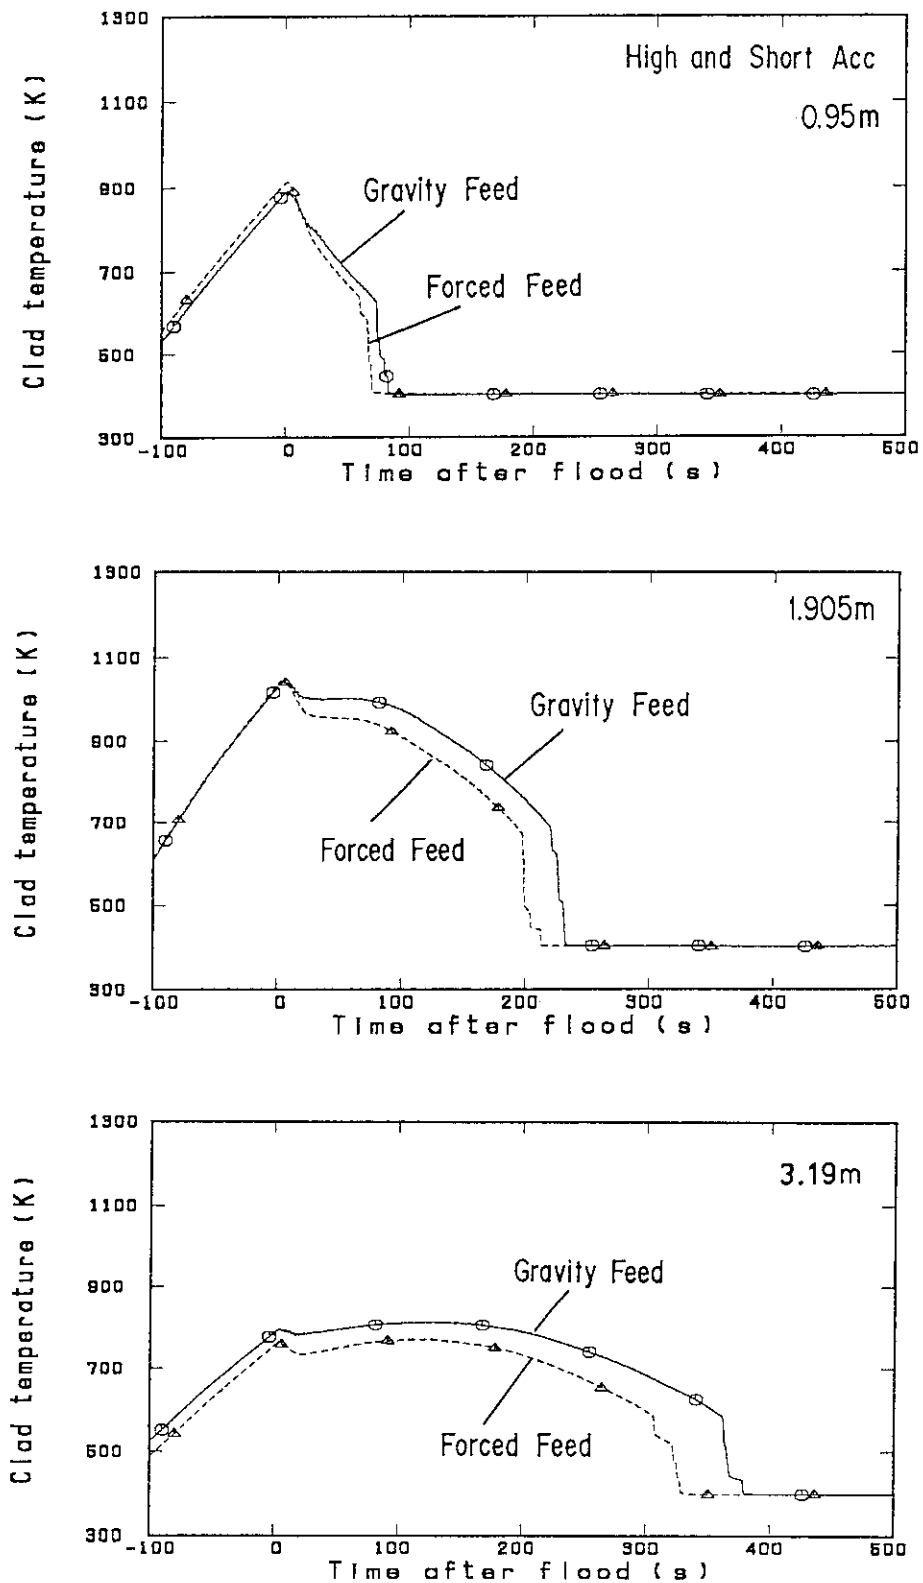 1300
High and Short Acc
Clad temperature (K)
1100
0.95m
900
Gravity Feed
700
Forced Feed
500
300
-100 0 100 200 300 400 500
Time after flood (s)
1300
1.905m
Clad temperature (K)
1100
Gravity Feed
900
700
Forced Feed
500
300
-100 0 100 200 300 400 500
Time after flood (s)
1300
3.19m
Clad temperature (K)
1100
Gravity Feed
900
700
Forced Feed
500
300
-100 0 100 200 300 400 500
Time after flood (s)